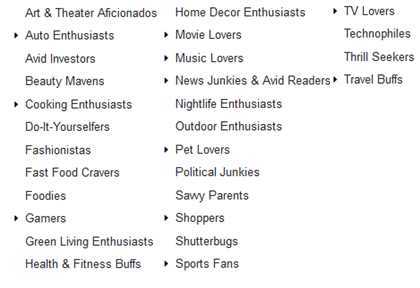 Art & Theater Aficionados
Auto Enthusiasts
Avid Investors
Beauty Mavens
Cooking Enthusiasts
Do-It-Yourselfers
Fashionistas
Fast Food Cravers
Foodies
Gamers
Green Living Enthusiasts
Health & Fitness Buffs
Home Decor Enthusiasts
Movie Lovers
Music Lovers
News Junkies & Avid Readers
Nightlife Enthusiasts
Outdoor Enthusiasts
Pet Lovers
Political Junkies
Savvy Parents
Shoppers
Shutterbugs
Sports Fans
TV Lovers
Technophiles
Thrill Seekers
Travel Buffs